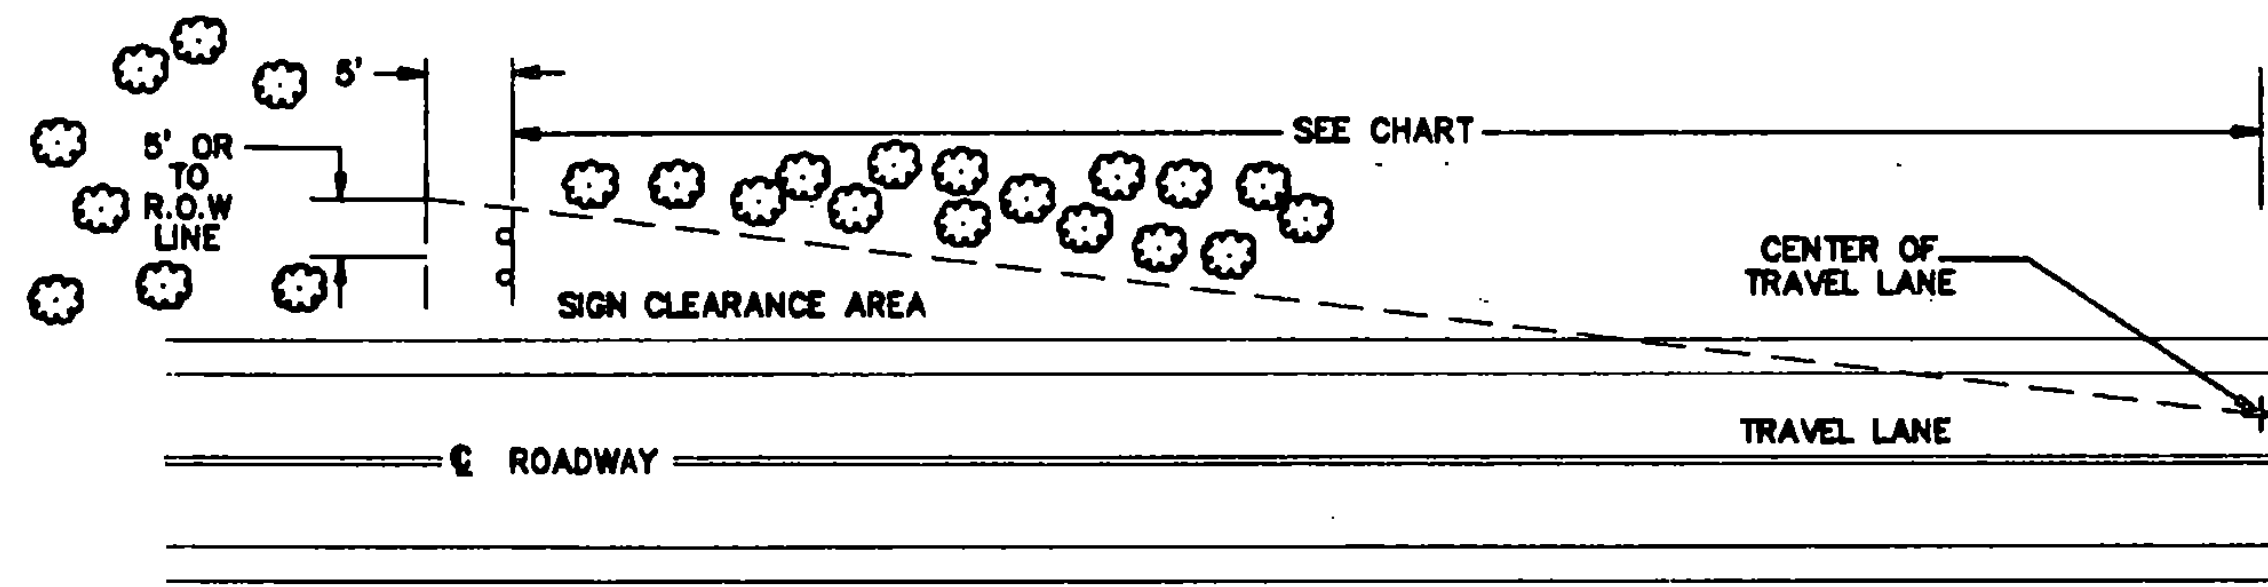 5'
5' OR
TO
R.O.W
LINE
SEE CHART
CENTER OF
TRAVEL LANE
SIGN CLEARANCE AREA
TRAVEL LANE
℄ ROADWAY